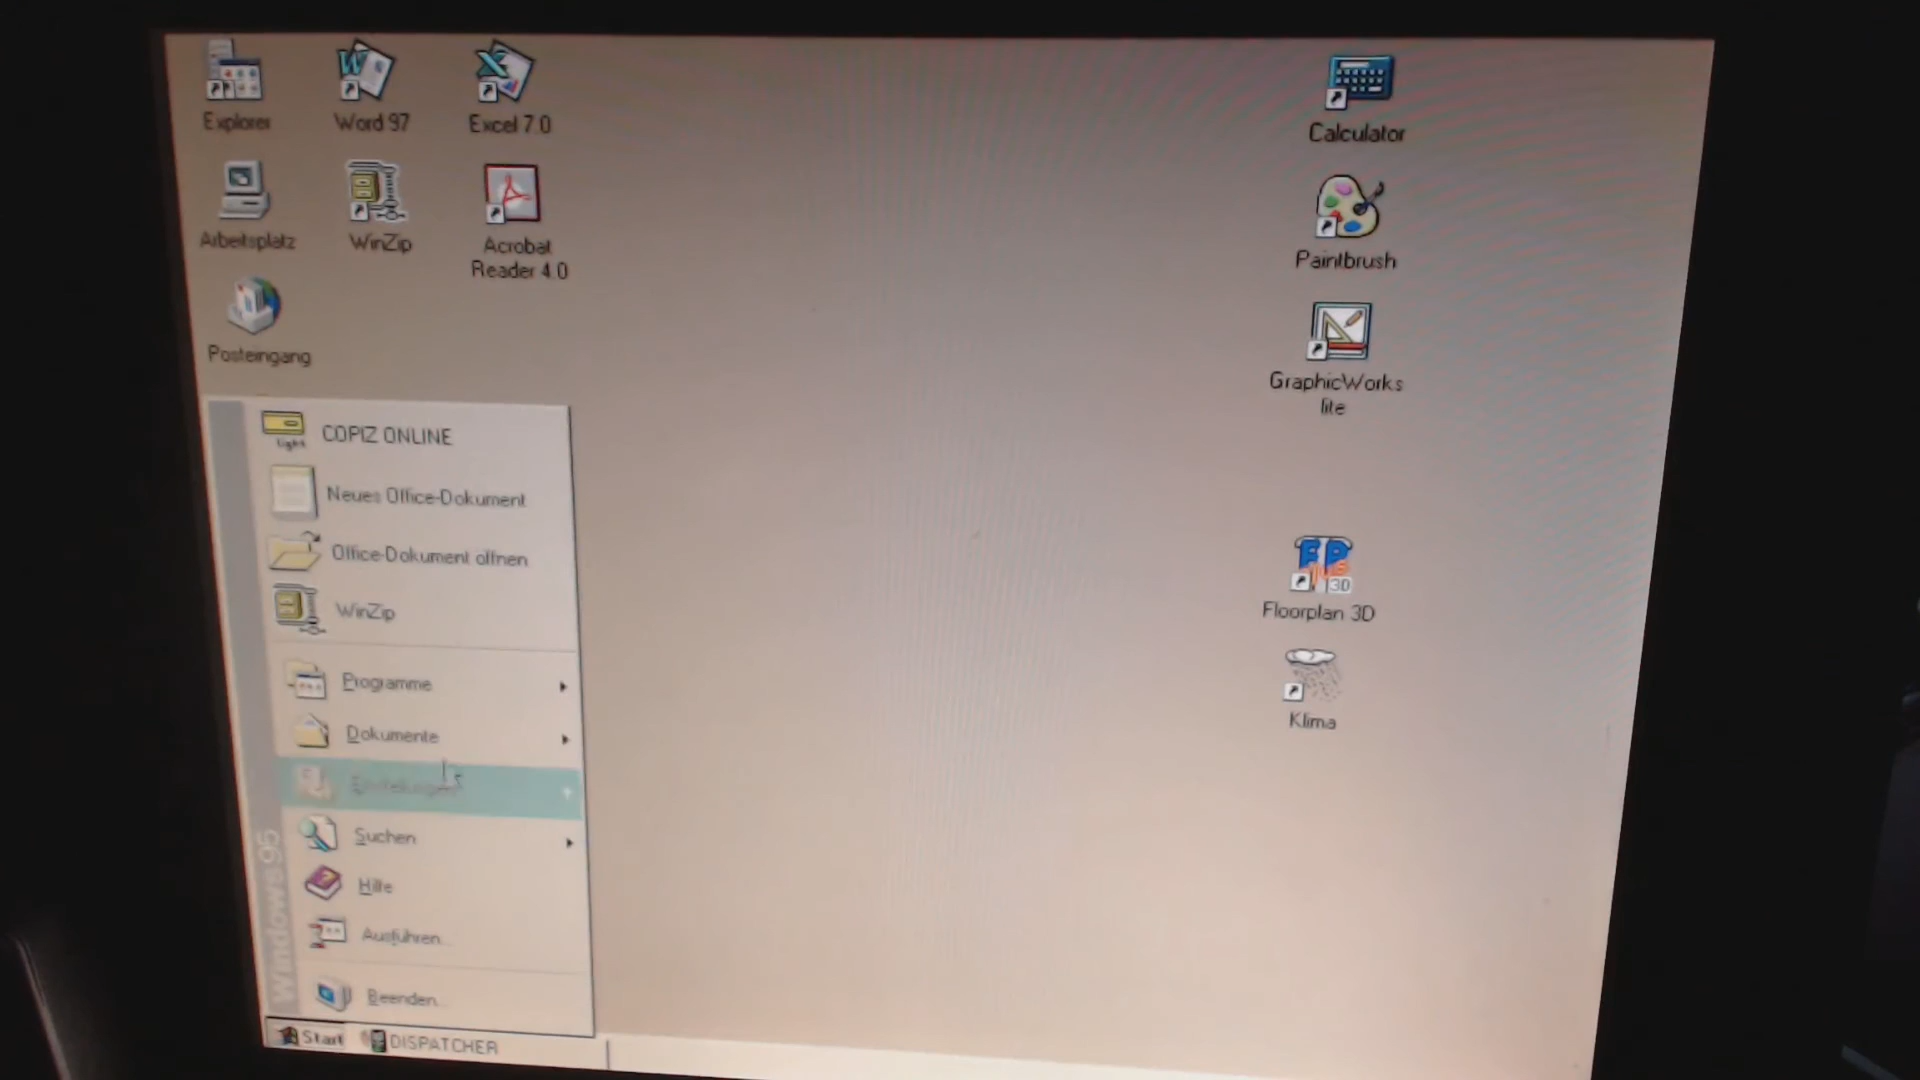 Explorer
Word 97
Excel 7.0
Calculator
Arbeitsplatz
WinZip
Acrobat
Reader 4.0
Paintbrush
Posteingang
GraphicWorks
lite
Floorplan 3D
Klima
light
COPIZ ONLINE
Neues Office-Dokument
Office-Dokument öffnen
WinZip
Programme
Dokumente
Einstellungen
Suchen
Hilfe
Ausführen...
Beenden...
Windows 95
Start
DISPATCHER